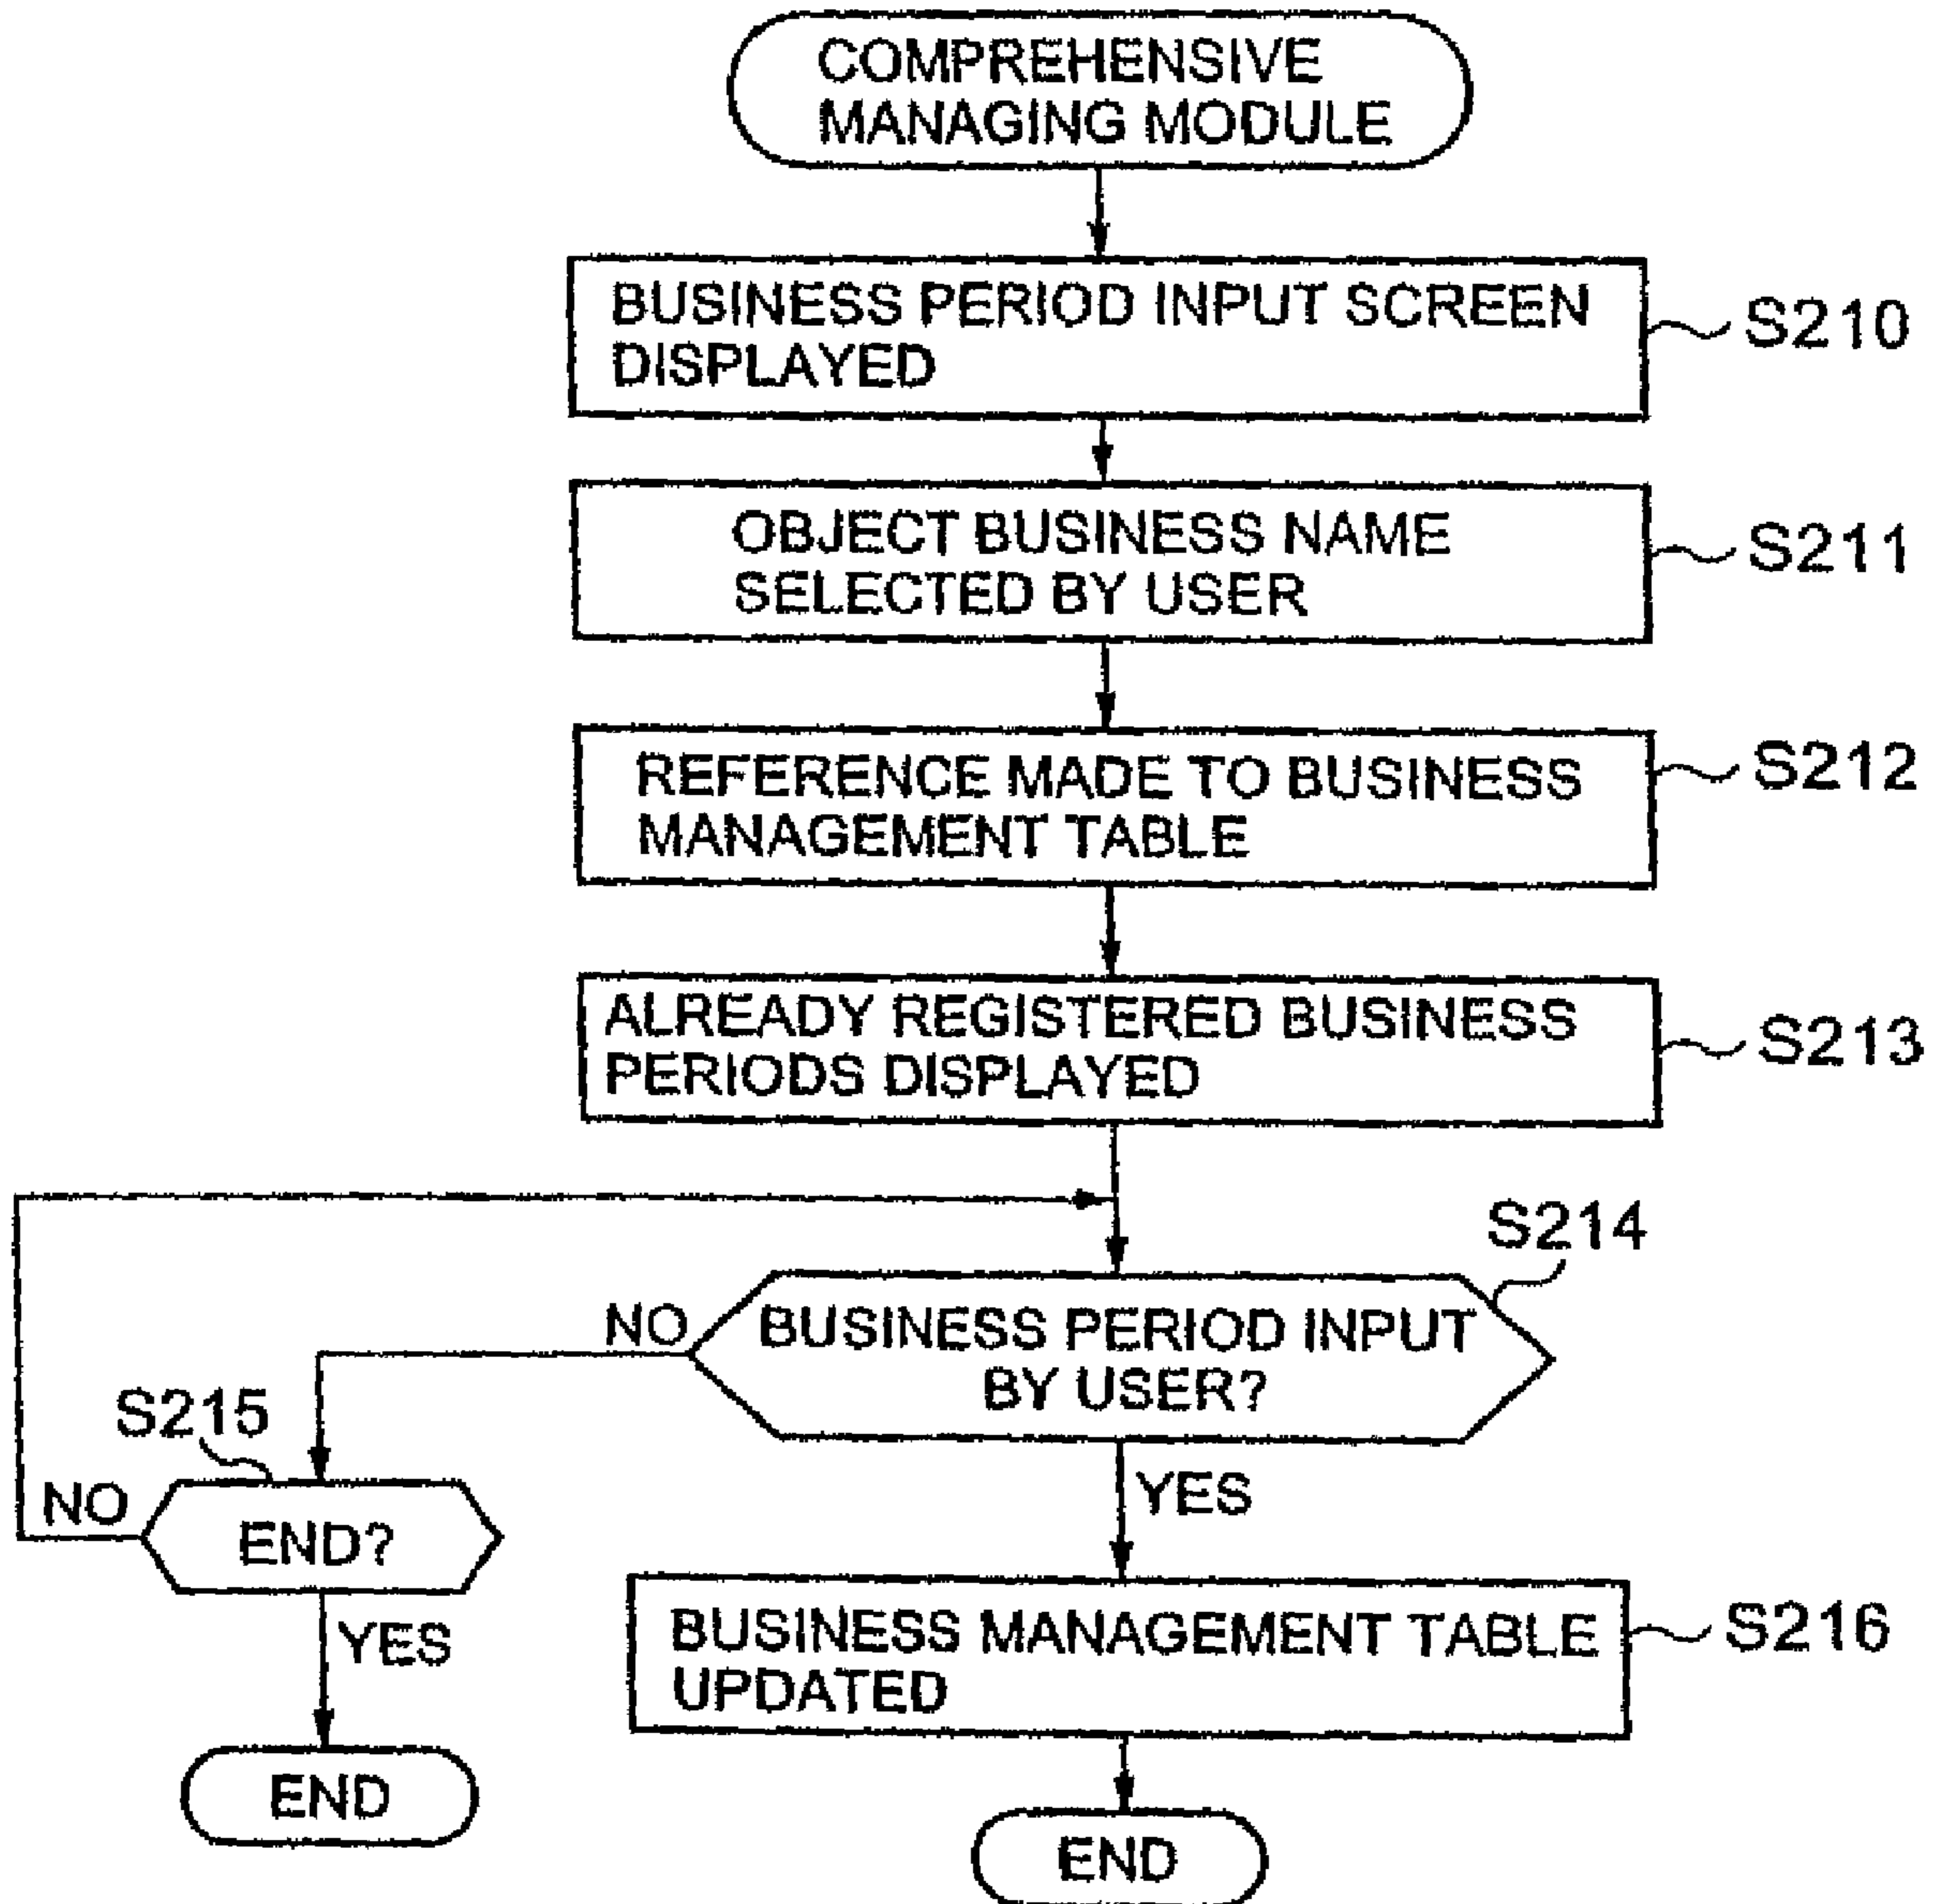 COMPREHENSIVE
MANAGING MODULE
BUSINESS PERIOD INPUT SCREEN
DISPLAYED
S210
OBJECT BUSINESS NAME
SELECTED BY USER
S211
REFERENCE MADE TO BUSINESS
MANAGEMENT TABLE
S212
ALREADY REGISTERED BUSINESS
PERIODS DISPLAYED
S213
S214
NO
BUSINESS PERIOD INPUT
BY USER?
S215
NO
END?
YES
YES
BUSINESS MANAGEMENT TABLE
UPDATED
S216
END
END